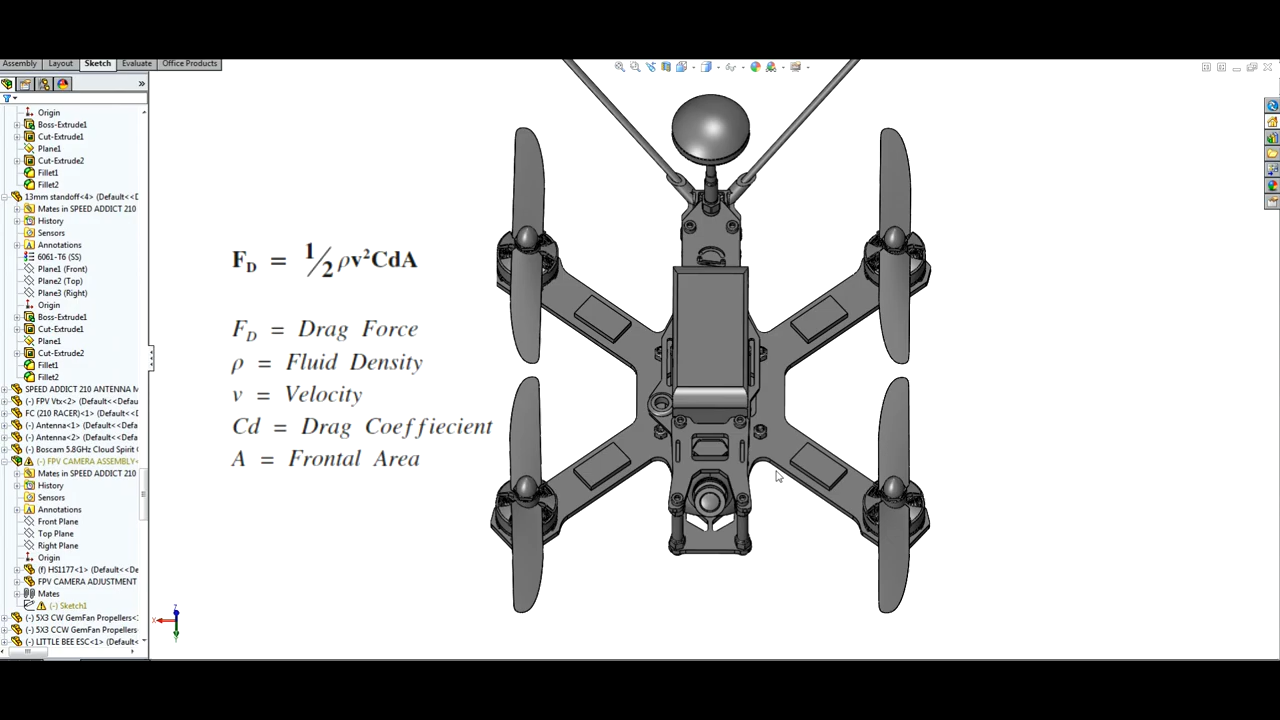 Assembly Layout Sketch Evaluate Office Products
Origin
Boss-Extrude1
Cut-Extrude1
Plane1
Cut-Extrude2
Fillet1
Fillet2
13mm standoff<4> (Default<<D
Mates in SPEED ADDICT 210
History
Sensors
Annotations
6061-T6 (SS)
Plane1 (Front)
Plane2 (Top)
Plane3 (Right)
Origin
Boss-Extrude1
Cut-Extrude1
Plane1
Cut-Extrude2
Fillet1
Fillet2
SPEED ADDICT 210 ANTENNA M
(-) FPV Vtx<2> (Default<<Defa
FC (210 RACER)<1> (Default<<D
(-) Antenna<1> (Default<<Defa
(-) Antenna<2> (Default<<Defa
(-) Boscam 5.8GHz Cloud Spirit
(-) FPV CAMERA ASSEMBLY<
Mates in SPEED ADDICT 210
History
Sensors
Annotations
Front Plane
Top Plane
Right Plane
Origin
(f) HS1177<1> (Default<<D
FPV CAMERA ADJUSTMENT
Mates
(-) Sketch1
(-) 5X3 CW GemFan Propellers<
(-) 5X3 CCW GemFan Propellers
(-) LITTLE BEE ESC<1> (Default<
F_D = ½ρv²CdA
F_D = Drag Force
ρ = Fluid Density
v = Velocity
Cd = Drag Coeffiecient
A = Frontal Area
Z
X